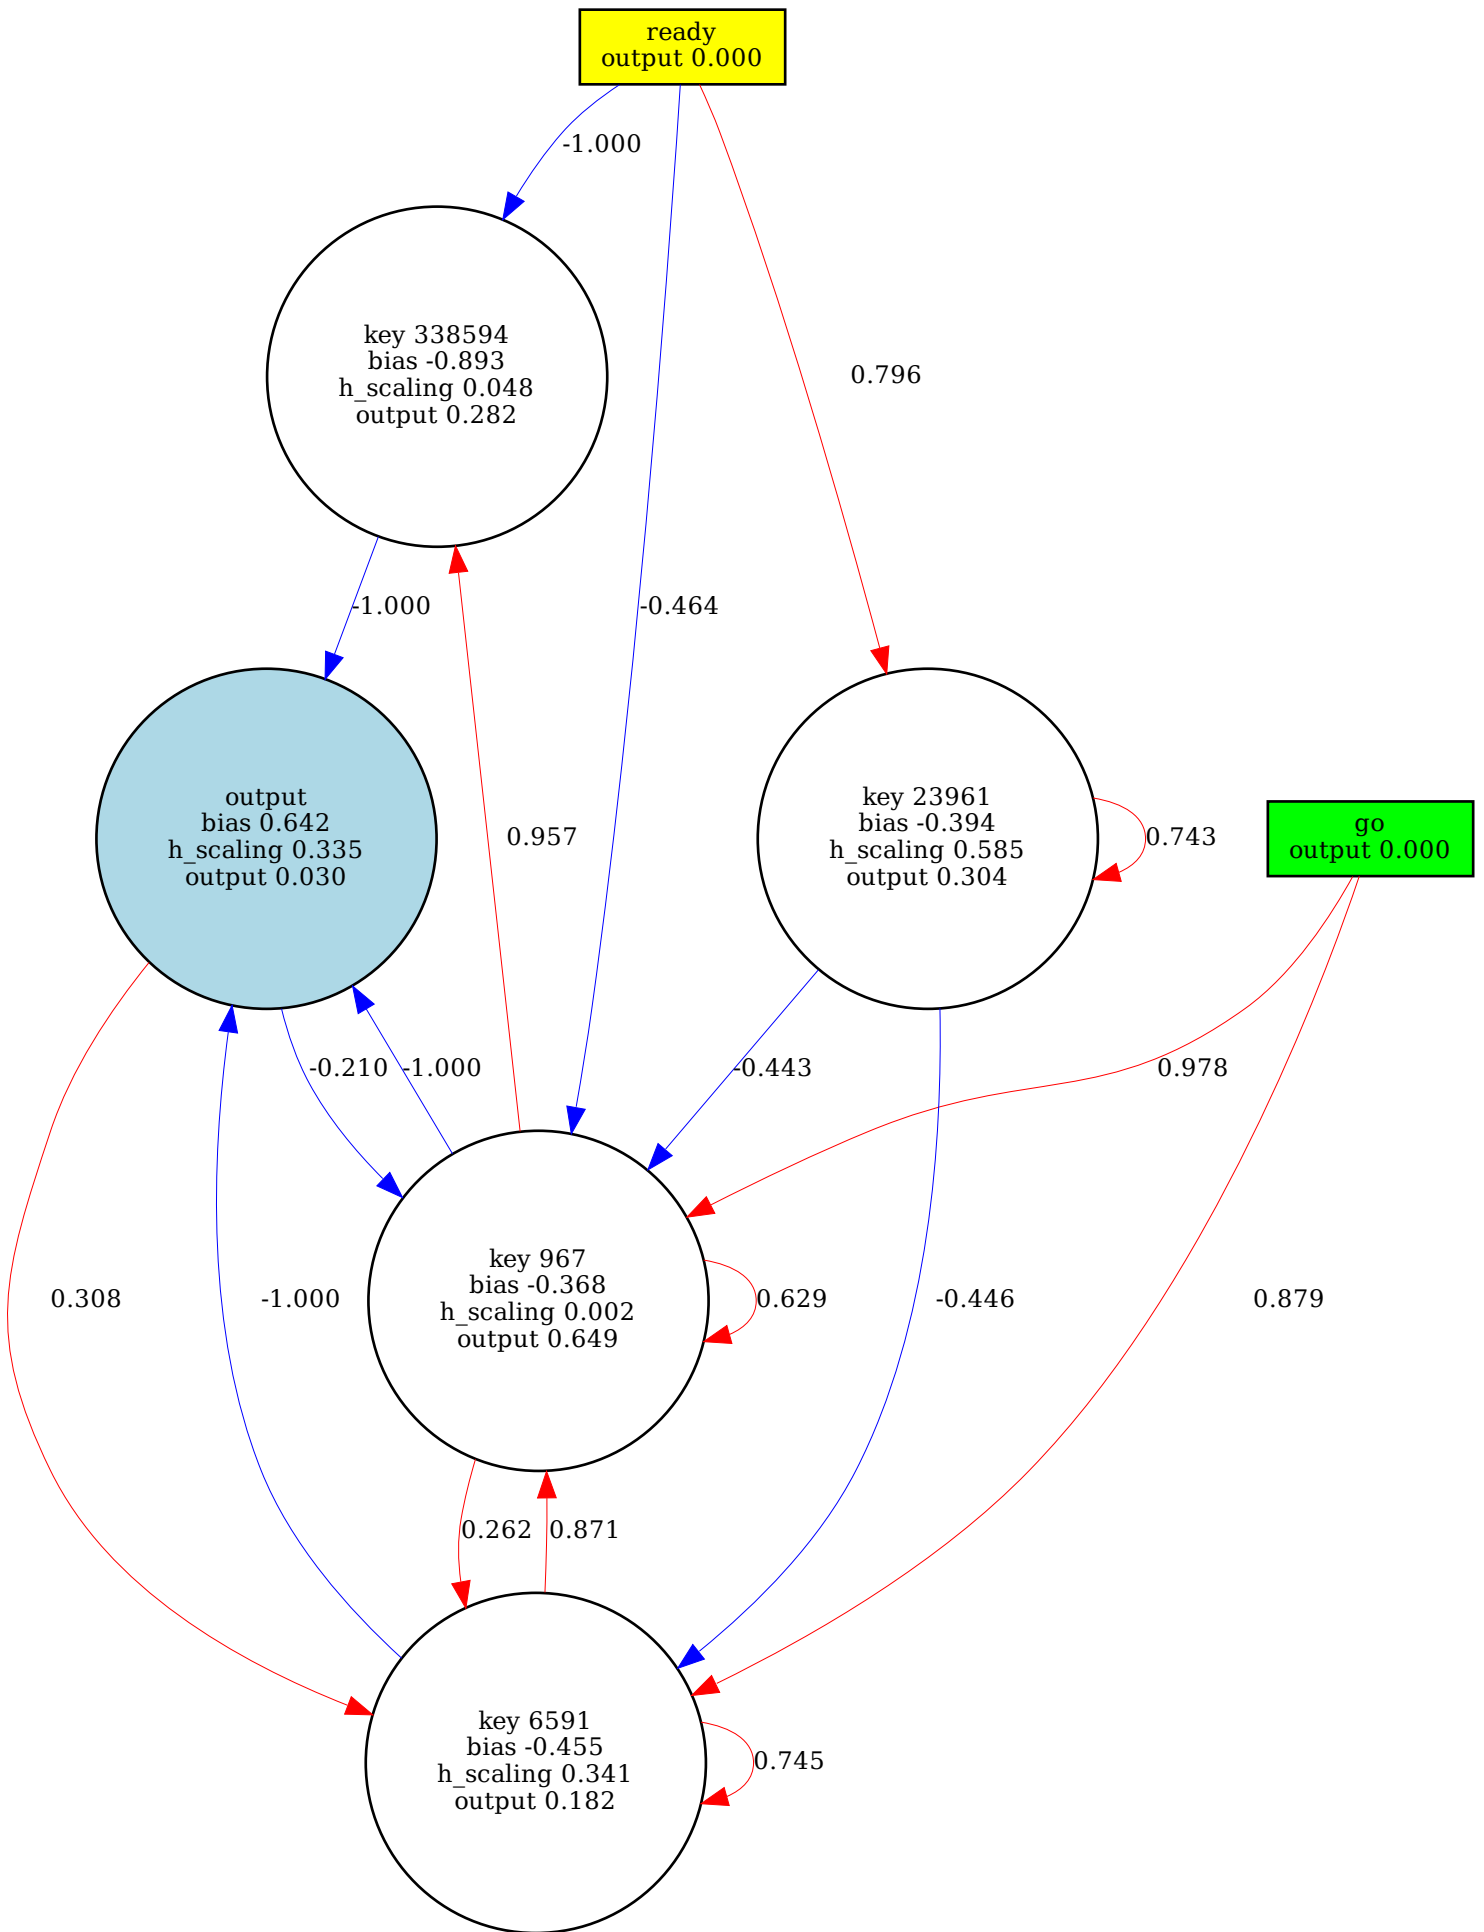 ready
output 0.000
-1.000
key 338594
bias -0.893
h_scaling 0.048
output 0.282
0.796
-1.000
-0.464
output
bias 0.642
h_scaling 0.335
output 0.030
0.957
key 23961
bias -0.394
h_scaling 0.585
output 0.304
0.743
go
output 0.000
-0.210
-1.000
-0.443
0.978
0.308
-1.000
key 967
bias -0.368
h_scaling 0.002
output 0.649
0.629
-0.446
0.879
0.262
0.871
key 6591
bias -0.455
h_scaling 0.341
output 0.182
0.745